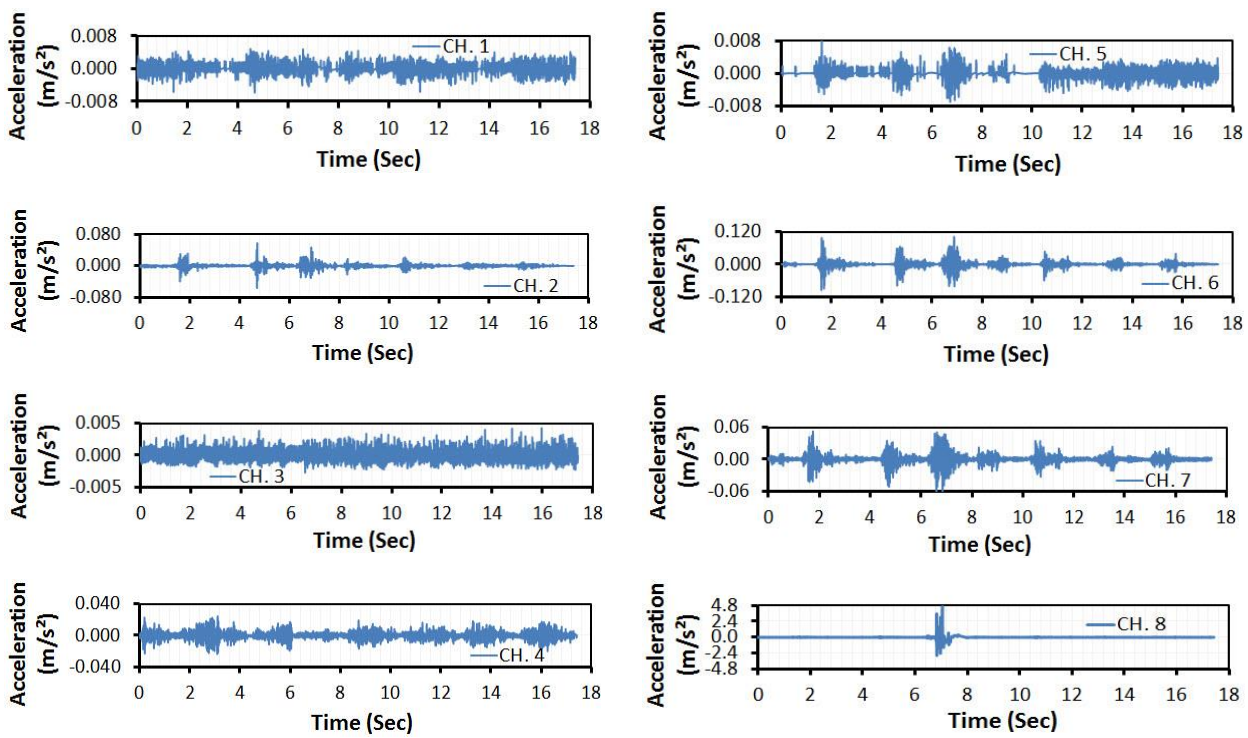 Acceleration
(m/s²)
0.008
0.000
-0.008
CH. 1
0 2 4 6 8 10 12 14 16 18
Time (Sec)
Acceleration
(m/s²)
0.008
0.000
-0.008
CH. 5
0 2 4 6 8 10 12 14 16 18
Time (Sec)
Acceleration
(m/s²)
0.080
0.000
-0.080
CH. 2
0 2 4 6 8 10 12 14 16 18
Time (Sec)
Acceleration
(m/s²)
0.120
0.000
-0.120
CH. 6
0 2 4 6 8 10 12 14 16 18
Time (Sec)
Acceleration
(m/s²)
0.005
0.000
-0.005
CH. 3
0 2 4 6 8 10 12 14 16 18
Time (Sec)
Acceleration
(m/s²)
0.06
0.00
-0.06
CH. 7
0 2 4 6 8 10 12 14 16 18
Time (Sec)
Acceleration
(m/s²)
0.040
0.000
-0.040
CH. 4
0 2 4 6 8 10 12 14 16 18
Time (Sec)
Acceleration
(m/s²)
4.8
2.4
0.0
-2.4
-4.8
CH. 8
0 2 4 6 8 10 12 14 16 18
Time (Sec)